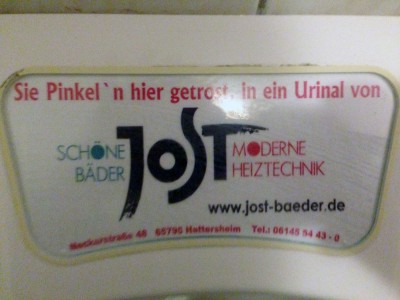 Sie Pinkel`n hier getrost, in ein Urinal von
SCHÖNE BÄDER
JOST
MODERNE HEIZTECHNIK
www.jost-baeder.de
Neckarstraße 48 65795 Hattersheim Tel.: 06145 54 43 - 0